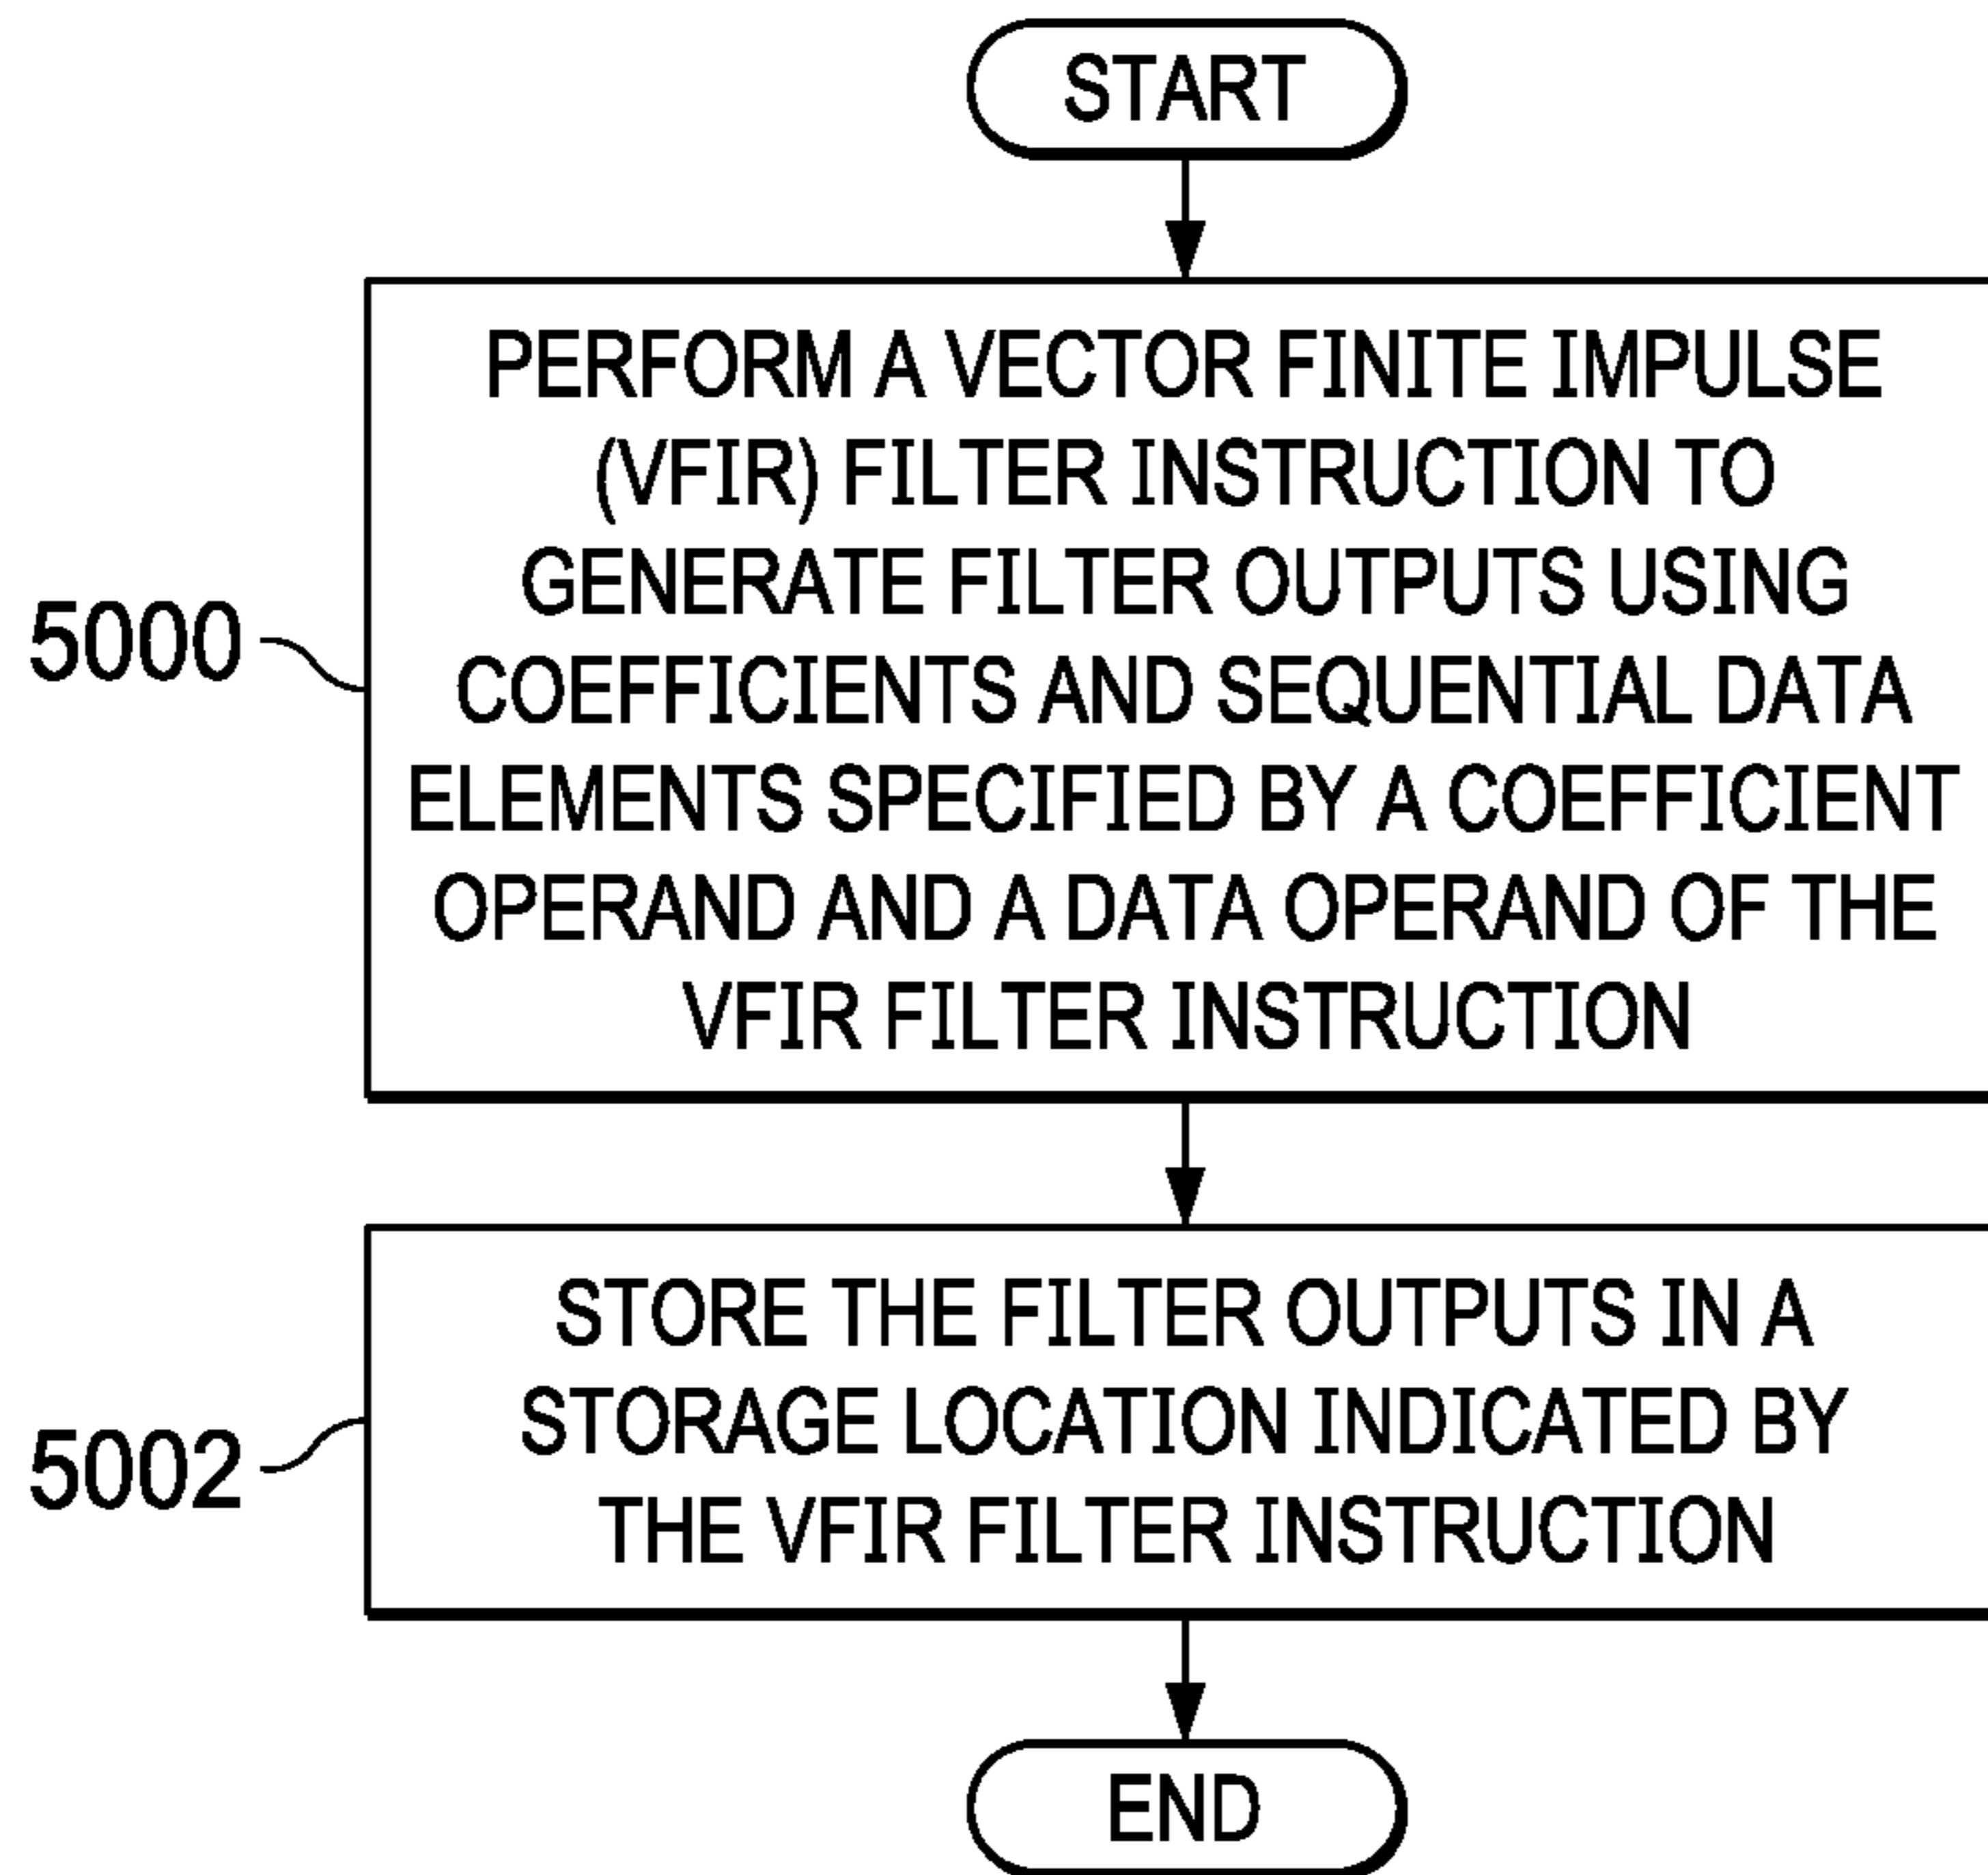 START
PERFORM A VECTOR FINITE IMPULSE
(VFIR) FILTER INSTRUCTION TO
GENERATE FILTER OUTPUTS USING
COEFFICIENTS AND SEQUENTIAL DATA
ELEMENTS SPECIFIED BY A COEFFICIENT
OPERAND AND A DATA OPERAND OF THE
VFIR FILTER INSTRUCTION
5000
STORE THE FILTER OUTPUTS IN A
STORAGE LOCATION INDICATED BY
THE VFIR FILTER INSTRUCTION
5002
END